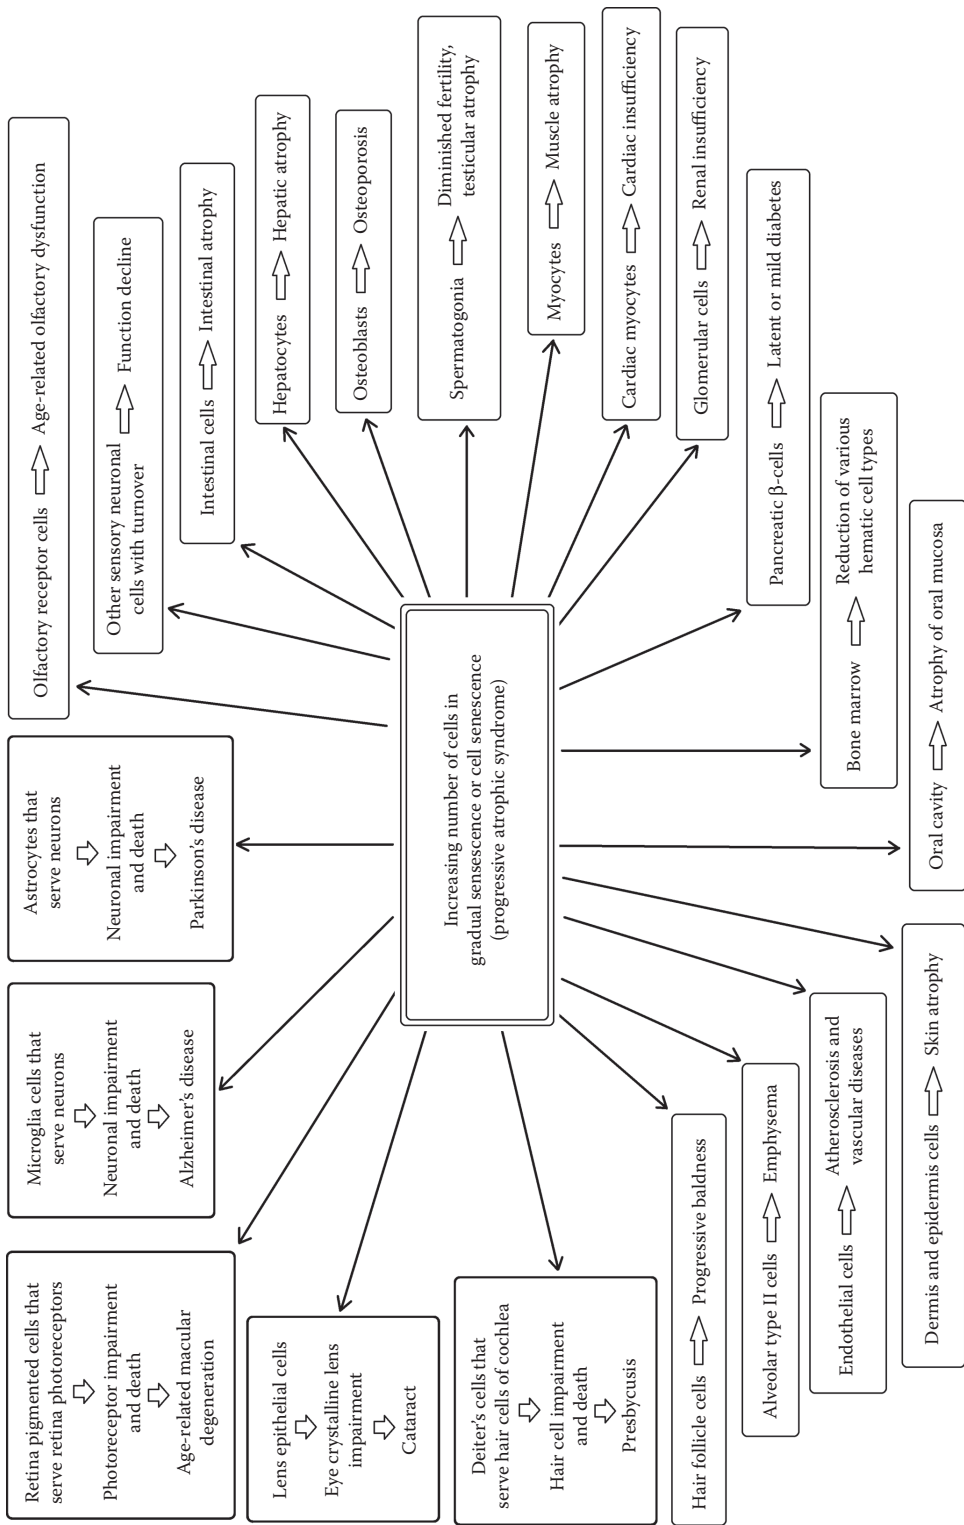 Retina pigmented cells that
serve retina photoreceptors
Photoreceptor impairment
and death
Age-related macular
degeneration
Microglia cells that
serve neurons
Neuronal impairment
and death
Alzheimer's disease
Astrocytes that
serve neurons
Neuronal impairment
and death
Parkinson's disease
Olfactory receptor cells Age-related olfactory dysfunction
Other sensory neuronal
cells with turnover
Function decline
Intestinal cells Intestinal atrophy
Hepatocytes Hepatic atrophy
Osteoblasts Osteoporosis
Spermatogonia
Diminished fertility,
testicular atrophy
Myocytes Muscle atrophy
Cardiac myocytes Cardiac insufficiency
Glomerular cells Renal insufficiency
Pancreatic β-cells Latent or mild diabetes
Bone marrow
Reduction of various
hematic cell types
Oral cavity Atrophy of oral mucosa
Increasing number of cells in
gradual sensescence or cell senescence
(progressive atrophic syndrome)
Lens epithelial cells
Eye crystalline lens
impairment
Cataract
Deiter's cells that
serve hair cells of cochlea
Hair cell impairment
and death
Presbycusis
Hair follicle cells Progressive baldness
Alveolar type II cells Emphysema
Endothelial cells
Atherosclerosis and
vascular diseases
Dermis and epidermis cells Skin atrophy